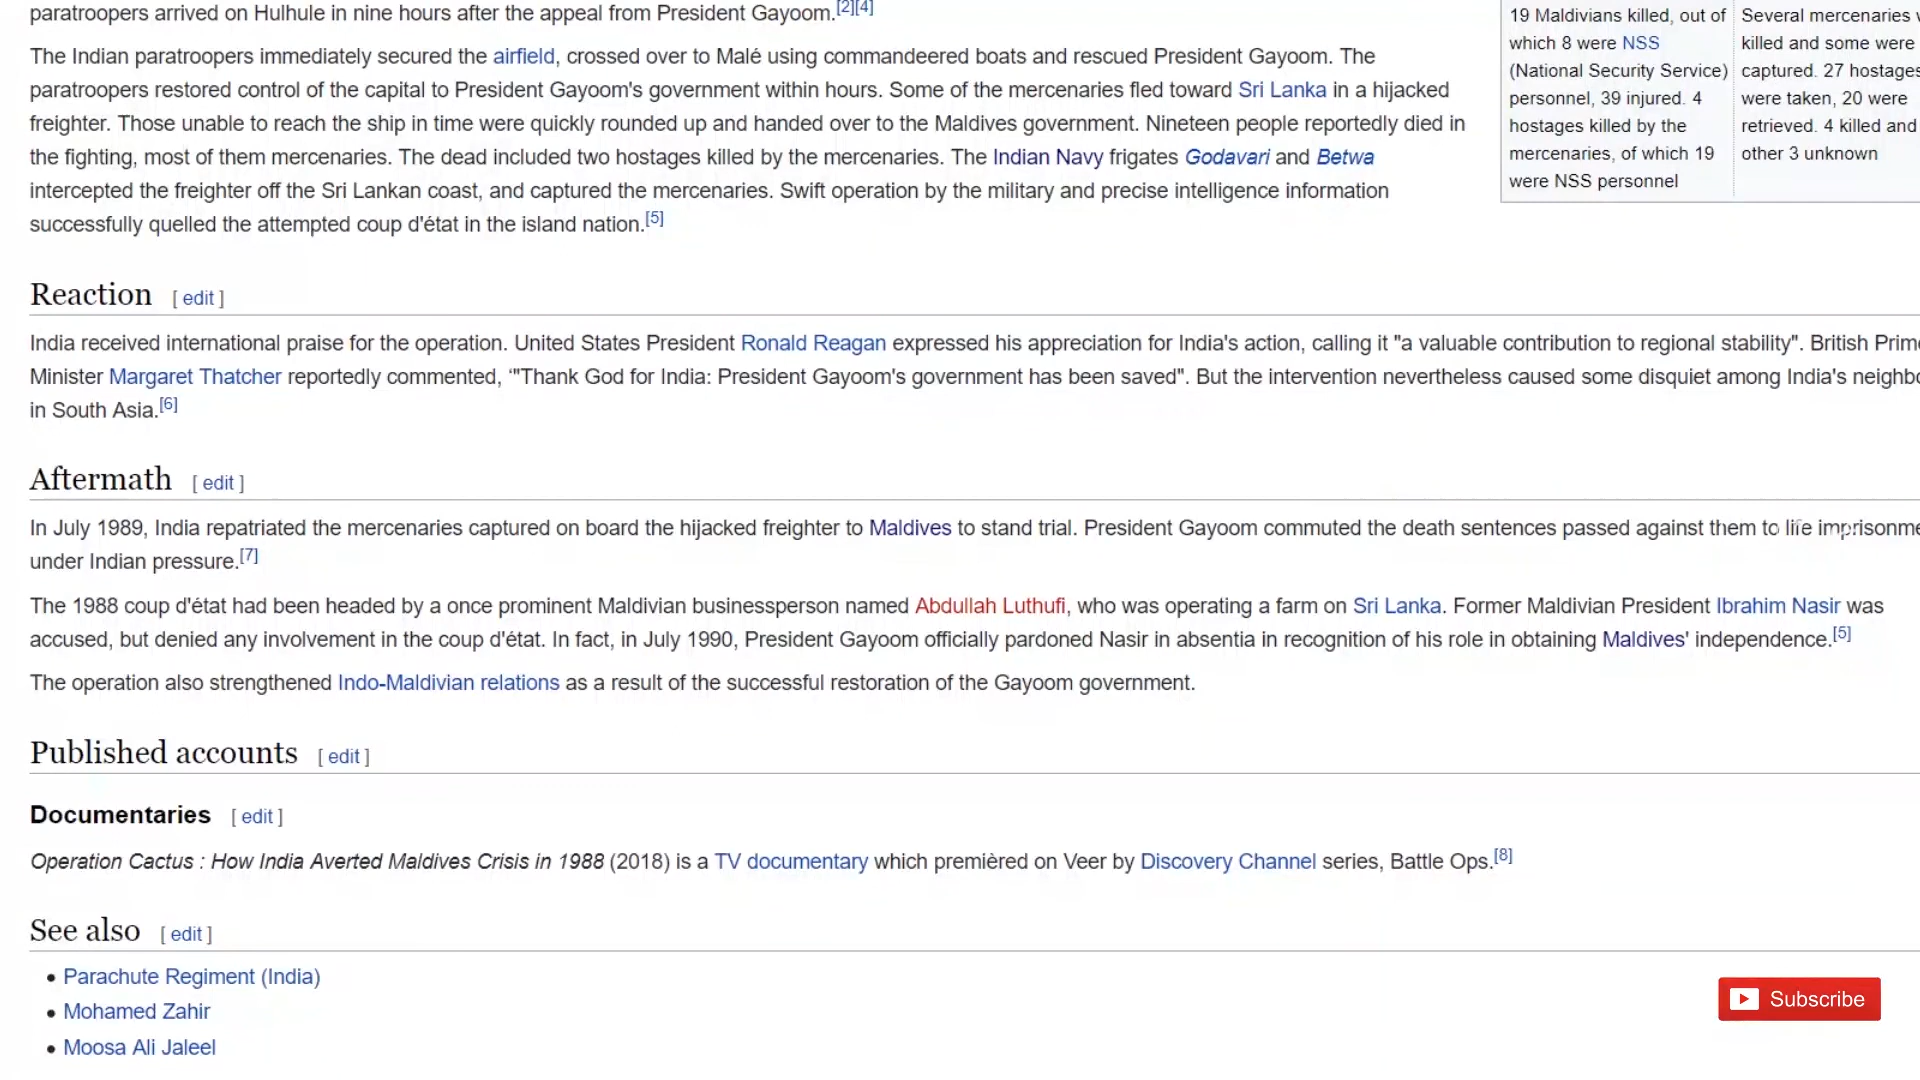 paratroopers arrived on Hulhule in nine hours after the appeal from President Gayoom.[2][4]
The Indian paratroopers immediately secured the airfield, crossed over to Malé using commandeered boats and rescued President Gayoom. The
paratroopers restored control of the capital to President Gayoom's government within hours. Some of the mercenaries fled toward Sri Lanka in a hijacked
freighter. Those unable to reach the ship in time were quickly rounded up and handed over to the Maldives government. Nineteen people reportedly died in
the fighting, most of them mercenaries. The dead included two hostages killed by the mercenaries. The Indian Navy frigates Godavari and Betwa
intercepted the freighter off the Sri Lankan coast, and captured the mercenaries. Swift operation by the military and precise intelligence information
successfully quelled the attempted coup d'état in the island nation.[5]
19 Maldivians killed, out of
which 8 were NSS
(National Security Service)
personnel, 39 injured. 4
hostages killed by the
mercenaries, of which 19
were NSS personnel
Several mercenaries
killed and some were
captured. 27 hostages
were taken, 20 were
retrieved. 4 killed and
other 3 unknown
Reaction [ edit ]
India received international praise for the operation. United States President Ronald Reagan expressed his appreciation for India's action, calling it "a valuable contribution to regional stability". British Prim
Minister Margaret Thatcher reportedly commented, '"Thank God for India: President Gayoom's government has been saved". But the intervention nevertheless caused some disquiet among India's neighb
in South Asia.[6]
Aftermath [ edit ]
In July 1989, India repatriated the mercenaries captured on board the hijacked freighter to Maldives to stand trial. President Gayoom commuted the death sentences passed against them to life imprisonme
under Indian pressure.[7]
The 1988 coup d'état had been headed by a once prominent Maldivian businessperson named Abdullah Luthufi, who was operating a farm on Sri Lanka. Former Maldivian President Ibrahim Nasir was
accused, but denied any involvement in the coup d'état. In fact, in July 1990, President Gayoom officially pardoned Nasir in absentia in recognition of his role in obtaining Maldives' independence.[5]
The operation also strengthened Indo-Maldivian relations as a result of the successful restoration of the Gayoom government.
Published accounts [ edit ]
Documentaries [ edit ]
Operation Cactus : How India Averted Maldives Crisis in 1988 (2018) is a TV documentary which premièred on Veer by Discovery Channel series, Battle Ops.[8]
See also [ edit ]
• Parachute Regiment (India)
• Mohamed Zahir
• Moosa Ali Jaleel
Subscribe